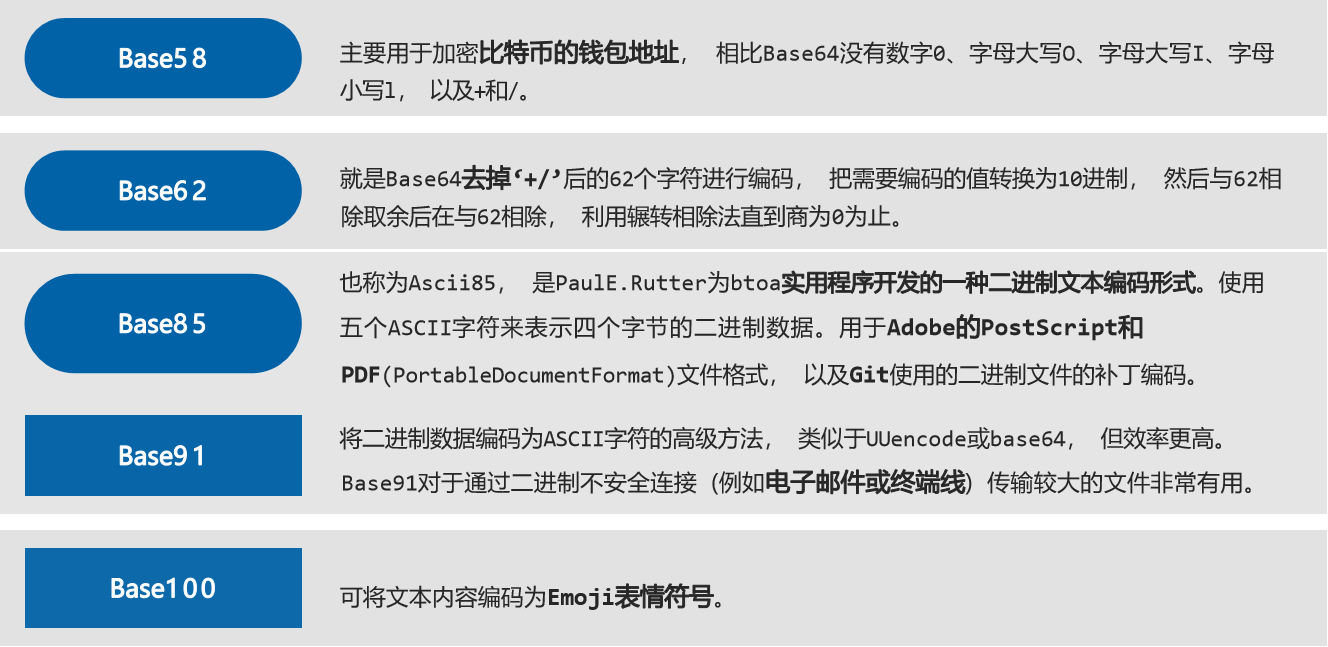 Base58
主要用于加密比特币的钱包地址， 相比Base64没有数字0、字母大写O、字母大写I、字母
小写l， 以及+和/。
Base62
就是Base64去掉‘+/’后的62个字符进行编码， 把需要编码的值转换为10进制， 然后与62相
除取余后在与62相除， 利用辗转相除法直到商为0为止。
Base85
也称为Ascii85， 是PaulE.Rutter为btoa实用程序开发的一种二进制文本编码形式。使用
五个ASCII字符来表示四个字节的二进制数据。用于Adobe的PostScript和
PDF(PortableDocumentFormat)文件格式， 以及Git使用的二进制文件的补丁编码。
Base91
将二进制数据编码为ASCII字符的高级方法， 类似于UUencode或base64， 但效率更高。
Base91对于通过二进制不安全连接（例如电子邮件或终端线）传输较大的文件非常有用。
Base100
可将文本内容编码为Emoji表情符号。